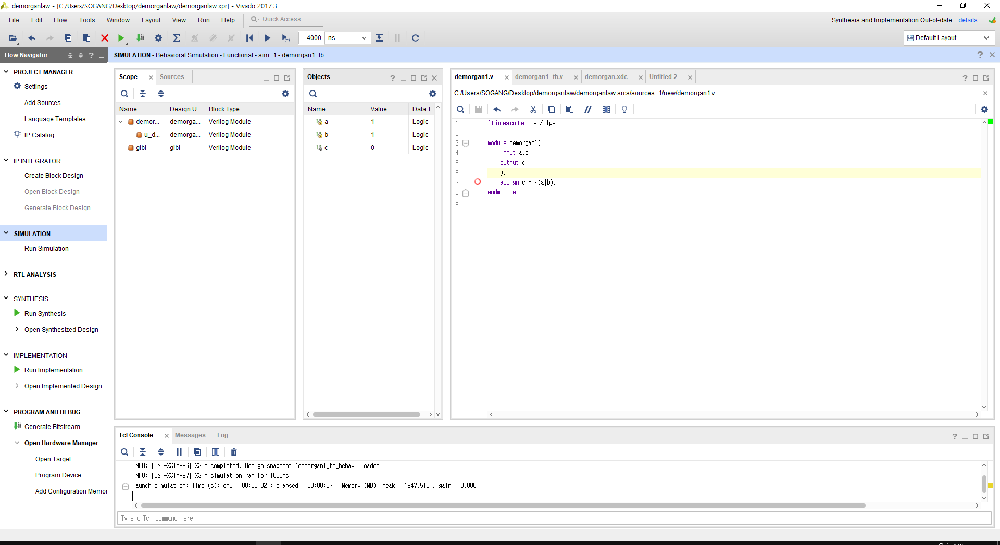 demorganlaw - [C:/Users/SOGANG/Desktop/demorganlaw/demorganlaw.xpr] - Vivado 2017.3
File Edit Flow Tools Window Layout View Run Help Quick Access
Synthesis and Implementation Out-of-date details
4000 ns
Default Layout
Flow Navigator
PROJECT MANAGER
Settings
Add Sources
Language Templates
IP Catalog
IP INTEGRATOR
Create Block Design
Open Block Design
Generate Block Design
SIMULATION
Run Simulation
RTL ANALYSIS
SYNTHESIS
Run Synthesis
Open Synthesized Design
IMPLEMENTATION
Run Implementation
Open Implemented Design
PROGRAM AND DEBUG
Generate Bitstream
Open Hardware Manager
Open Target
Program Device
Add Configuration Memor
SIMULATION - Behavioral Simulation - Functional - sim_1 - demorgan1_tb
Scope Sources
Name Design U... Block Type
demor... demorga... Verilog Module
u_d... demorga... Verilog Module
glbl glbl Verilog Module
Objects
Name Value Data T...
a 1 Logic
b 1 Logic
c 0 Logic
demorgan1.v demorgan1_tb.v demorgan.xdc Untitled 2
C:/Users/SOGANG/Desktop/demorganlaw/demorganlaw.srcs/sources_1/new/demorgan1.v
1 `timescale 1ns / 1ps
2
3 module demorgan1(
4 input a,b,
5 output c
6 );
7 assign c = ~(a|b);
8 endmodule
9
Tcl Console Messages Log
INFO: [USF-XSim-96] XSim completed. Design snapshot 'demorgan1_tb_behav' loaded.
INFO: [USF-XSim-97] XSim simulation ran for 1000ns
launch_simulation: Time (s): cpu = 00:00:02 ; elapsed = 00:00:07 . Memory (MB): peak = 1947.516 ; gain = 0.000
Type a Tcl command here